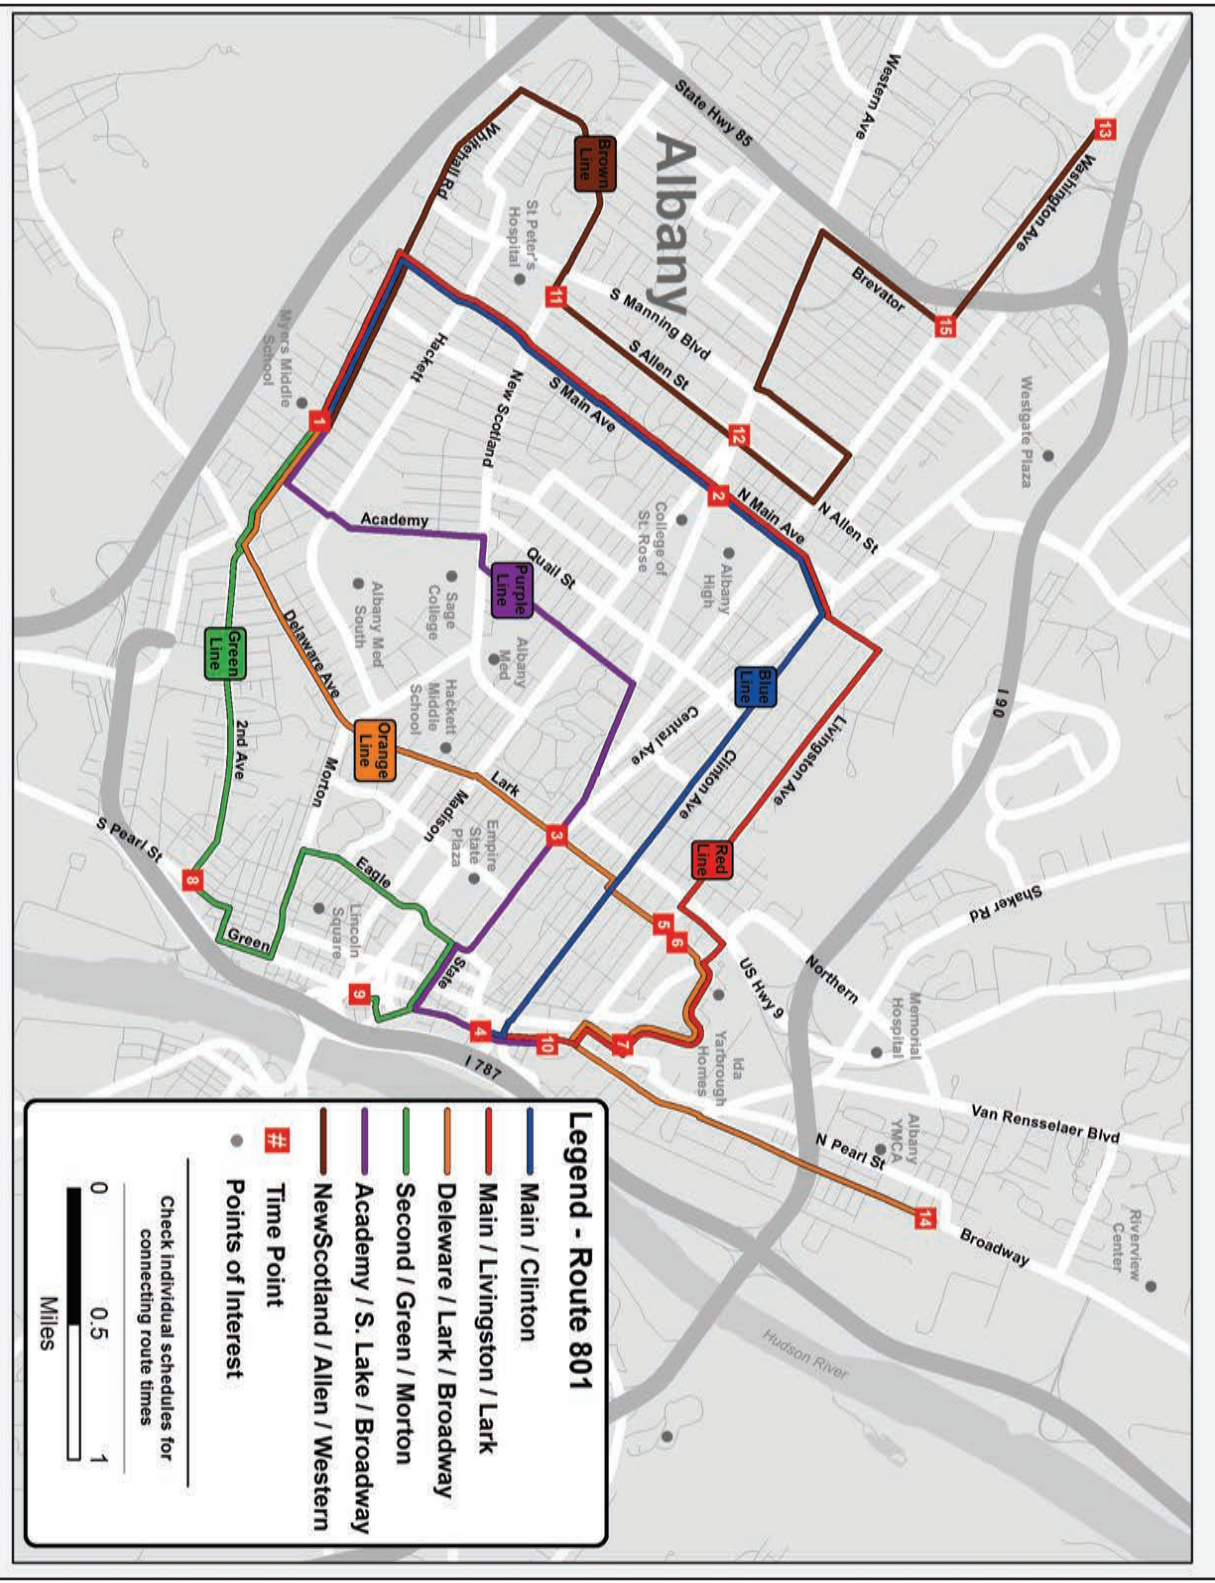 Albany
State Hwy 85
Western Ave
13
Washington Ave
Brown
Line
Whitehall Rd
St Peter's
Hospital
11
S Manning Blvd
S Allen St
Brevator
15
Westgate Plaza
Myers Middle
School
1
Hackett
New Scotland
S Main Ave
12
2
N Main Ave
N Allen St
College of
St. Rose
Albany
High
Academy
Quail St
Purple
Line
Sage
College
Albany Med
South
Albany
Med
Hackett
Middle
School
Green
Line
Delaware Ave
Orange
Line
2nd Ave
Morton
Lark
Madison
Central Ave
Blue
Line
Clinton Ave
Livingston Ave
I 90
Red
Line
3
Empire
State
Plaza
S Pearl St
8
Eagle
Lincoln
Square
Green
State
9
4
10
7
5
6
I 787
US Hwy 9
Northern
Shaker Rd
Memorial
Hospital
Ida
Yarbrough
Homes
Albany
YMCA
Van Rensselaer Blvd
N Pearl St
14
Broadway
Riverview
Center
Hudson River
Legend - Route 801
Main / Clinton
Main / Livingston / Lark
Deleware / Lark / Broadway
Second / Green / Morton
Academy / S. Lake / Broadway
NewScotland / Allen / Western
# Time Point
Points of Interest
Check individual schedules for
connecting route times
0 0.5 1
Miles